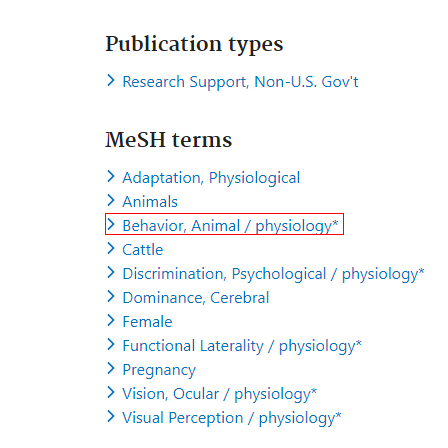 Publication types
Research Support, Non-U.S. Gov't
MeSH terms
Adaptation, Physiological
Animals
Behavior, Animal / physiology*
Cattle
Discrimination, Psychological / physiology*
Dominance, Cerebral
Female
Functional Laterality / physiology*
Pregnancy
Vision, Ocular / physiology*
Visual Perception / physiology*